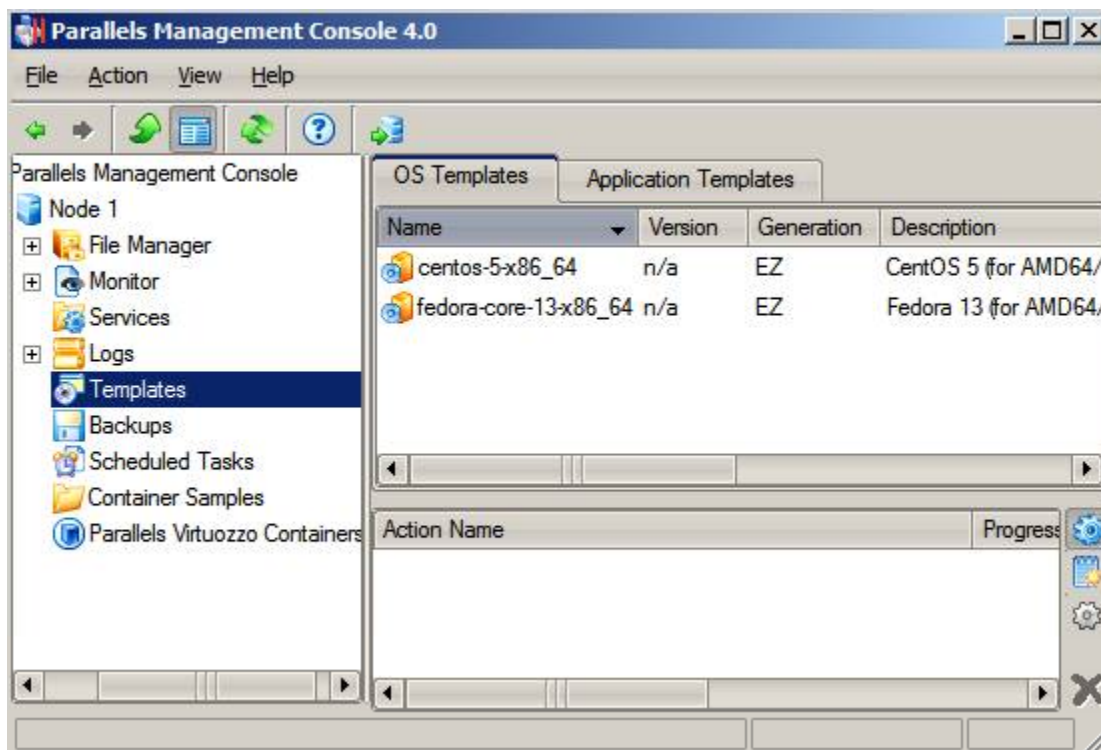 Parallels Management Console 4.0
File Action View Help
Parallels Management Console
Node 1
File Manager
Monitor
Services
Logs
Templates
Backups
Scheduled Tasks
Container Samples
Parallels Virtuozzo Containers
OS Templates Application Templates
Name Version Generation Description
centos-5-x86_64 n/a EZ CentOS 5 (for AMD64/
fedora-core-13-x86_64 n/a EZ Fedora 13 (for AMD64/
Action Name Progress